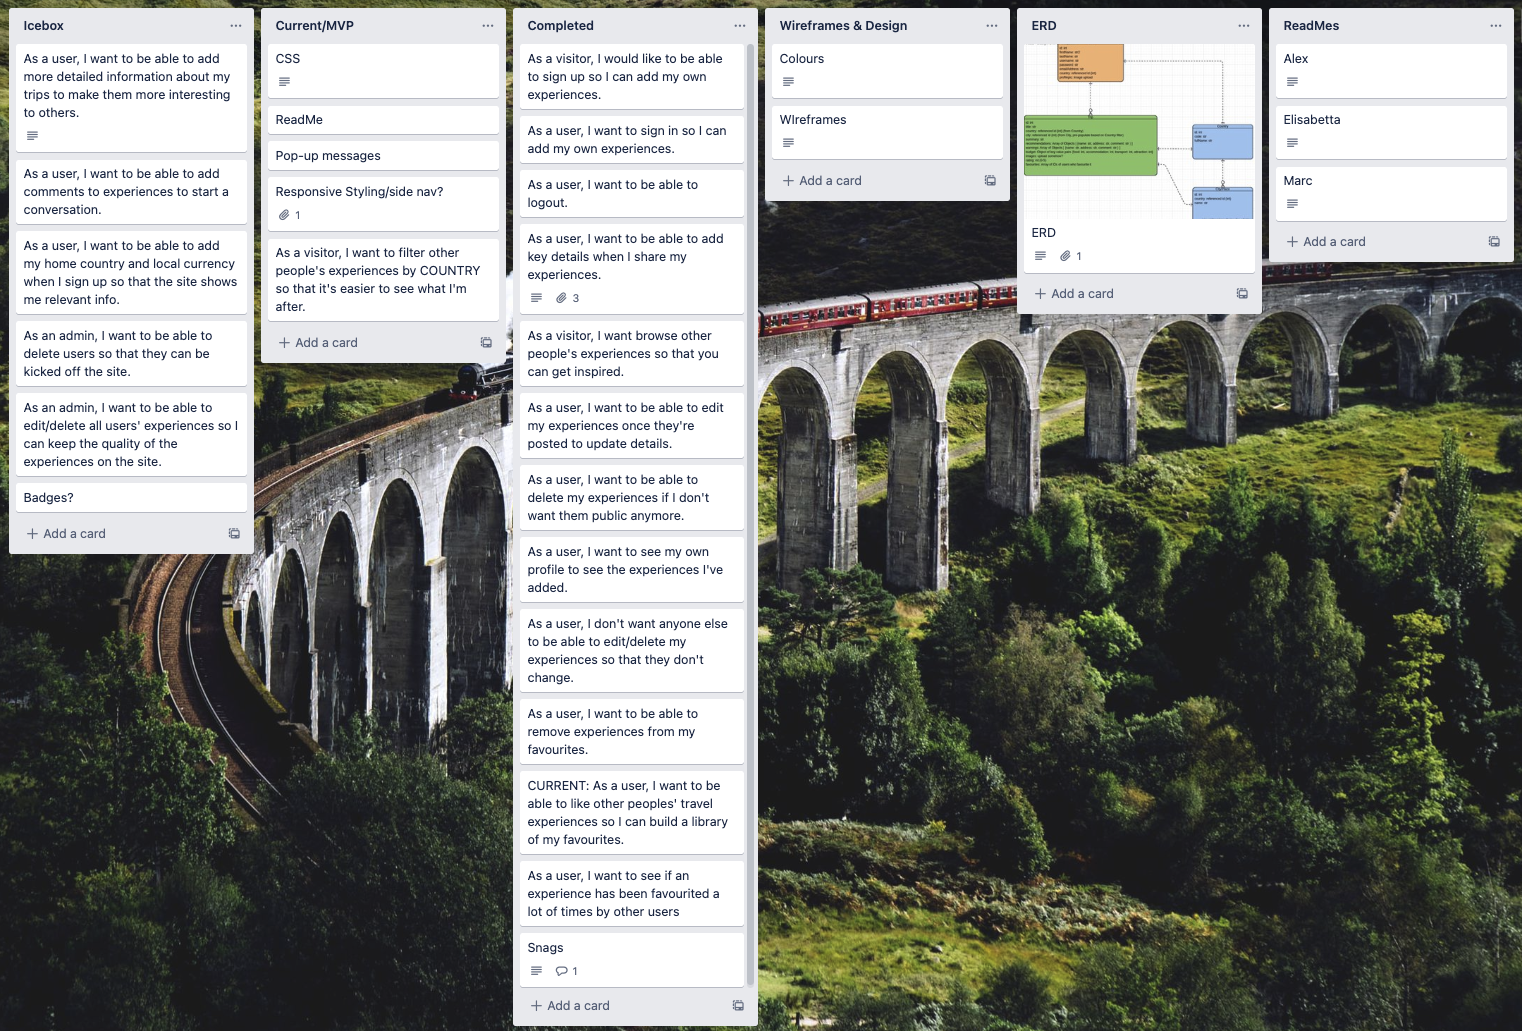 Icebox
As a user, I want to be able to add
more detailed information about my
trips to make them more interesting
to others.
As a user, I want to be able to add
comments to experiences to start a
conversation.
As a user, I want to be able to add
my home country and local currency
when I sign up so that the site shows
me relevant info.
As an admin, I want to be able to
delete users so that they can be
kicked off the site.
As an admin, I want to be able to
edit/delete all users' experiences so I
can keep the quality of the
experiences on the site.
Badges?
Add a card
Current/MVP
CSS
ReadMe
Pop-up messages
Responsive Styling/side nav?
1
As a visitor, I want to filter other
people's experiences by COUNTRY
so that it's easier to see what I'm
after.
Add a card
Completed
As a visitor, I would like to be able
to sign up so I can add my own
experiences.
As a user, I want to sign in so I can
add my own experiences.
As a user, I want to be able to
logout.
As a user, I want to be able to add
key details when I share my
experiences.
3
As a visitor, I want browse other
people's experiences so that you
can get inspired.
As a user, I want to be able to edit
my experiences once they're
posted to update details.
As a user, I want to be able to
delete my experiences if I don't
want them public anymore.
As a user, I want to see my own
profile to see the experiences I've
added.
As a user, I don't want anyone else
to be able to edit/delete my
experiences so that they don't
change.
As a user, I want to be able to
remove experiences from my
favourites.
CURRENT: As a user, I want to be
able to like other peoples' travel
experiences so I can build a library
of my favourites.
As a user, I want to see if an
experience has been favourited a
lot of times by other users
Snags
1
Add a card
Wireframes & Design
Colours
WIreframes
Add a card
ERD
ERD
1
Add a card
ReadMes
Alex
Elisabetta
Marc
Add a card